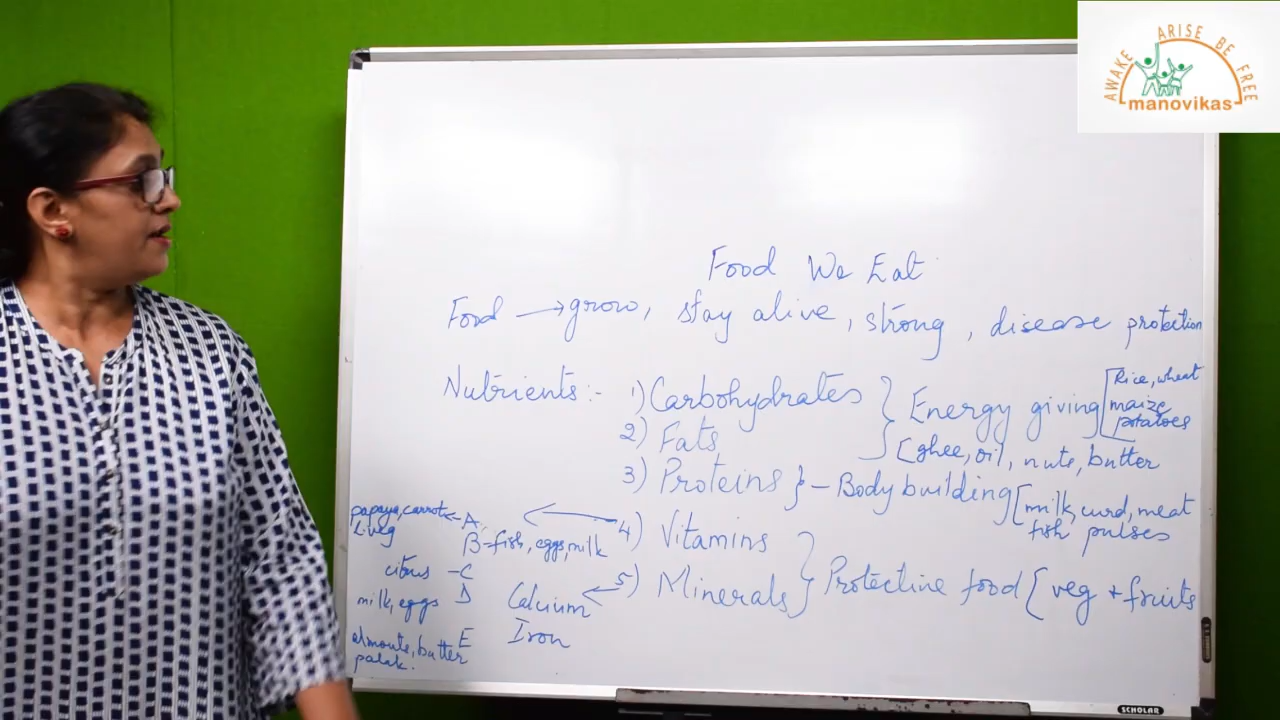 AWAKE ARISE BE FREE
manovikas
Food We Eat
Food → grow, stay alive, strong, disease protection
Nutrients :- 1) Carbohydrates } Energy giving [Rice, wheat
maize
potatoes
2) Fats [ghee, oil, nuts, butter
3) Proteins } - Body building [milk, curd, meat
fish pulses
4) Vitamins } Protective food [veg + fruits
5) Minerals
papaya, carrot ← A
L. veg
B - fish, eggs, milk
citrus - C
milk, eggs D
butter E
palak.
Calcium
Iron
SCHOLAR